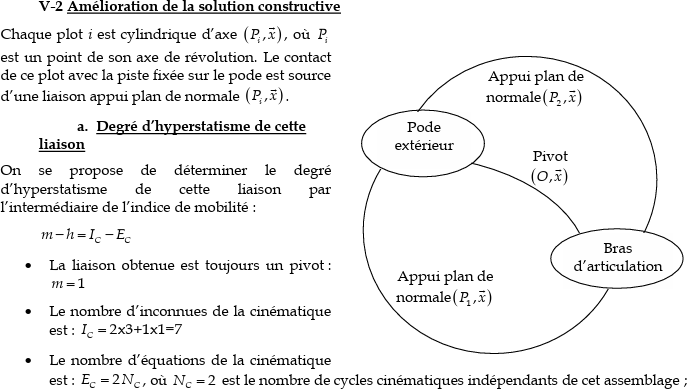 V-2 Amélioration de la solution constructive
Chaque plot i est cylindrique d’axe (P_i, x⃗), où P_i
est un point de son axe de révolution. Le contact
de ce plot avec la piste fixée sur le pode est source
d’une liaison appui plan de normale (P_i, x⃗).
a. Degré d’hyperstatisme de cette
liaison
On se propose de déterminer le degré
d’hyperstatisme de cette liaison par
l’intermédiaire de l’indice de mobilité :
m − h = I_C − E_C
• La liaison obtenue est toujours un pivot :
m = 1
• Le nombre d’inconnues de la cinématique
est : I_C = 2x3+1x1=7
• Le nombre d’équations de la cinématique
est : E_C = 2N_C, où N_C = 2 est le nombre de cycles cinématiques indépendants de cet assemblage ;
Appui plan de
normale (P_2, x⃗)
Pode
extérieur
Pivot
(O, x⃗)
Bras
d’articulation
Appui plan de
normale (P_1, x⃗)